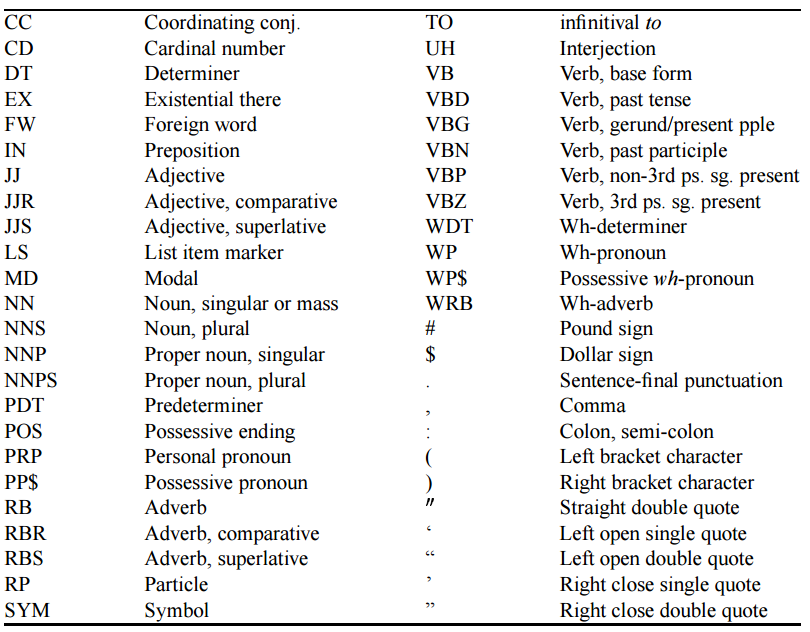 CC Coordinating conj. TO infinitival to
CD Cardinal number UH Interjection
DT Determiner VB Verb, base form
EX Existential there VBD Verb, past tense
FW Foreign word VBG Verb, gerund/present pple
IN Preposition VBN Verb, past participle
JJ Adjective VBP Verb, non-3rd ps. sg. present
JJR Adjective, comparative VBZ Verb, 3rd ps. sg. present
JJS Adjective, superlative WDT Wh-determiner
LS List item marker WP Wh-pronoun
MD Modal WP$ Possessive wh-pronoun
NN Noun, singular or mass WRB Wh-adverb
NNS Noun, plural # Pound sign
NNP Proper noun, singular $ Dollar sign
NNPS Proper noun, plural . Sentence-final punctuation
PDT Predeterminer , Comma
POS Possessive ending : Colon, semi-colon
PRP Personal pronoun ( Left bracket character
PP$ Possessive pronoun ) Right bracket character
RB Adverb " Straight double quote
RBR Adverb, comparative ‘ Left open single quote
RBS Adverb, superlative “ Left open double quote
RP Particle ’ Right close single quote
SYM Symbol ” Right close double quote